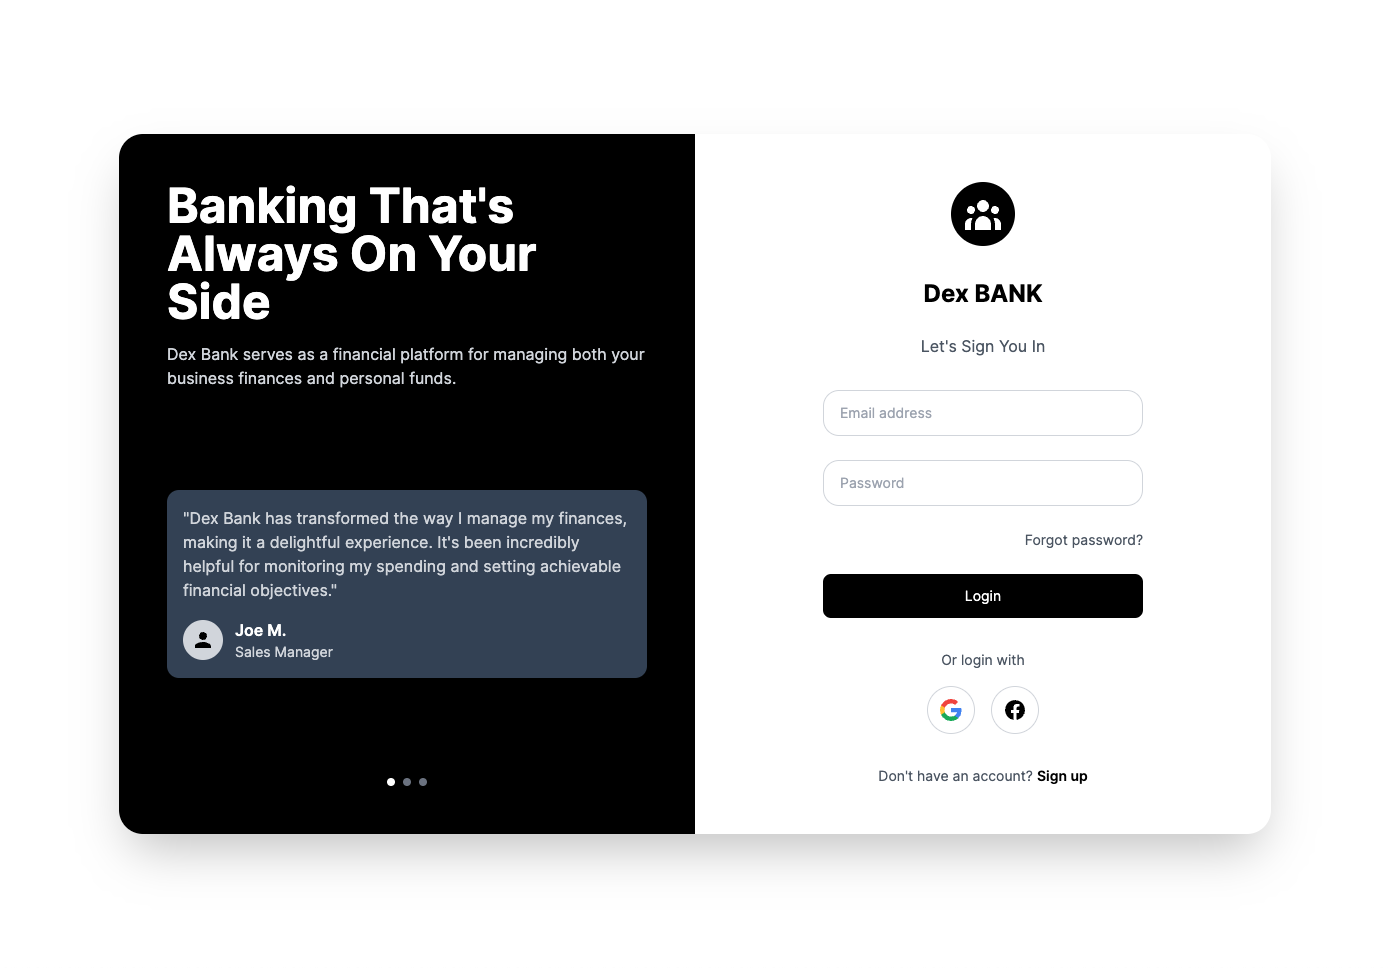 Banking That's
Always On Your
Side
Dex Bank serves as a financial platform for managing both your
business finances and personal funds.
"Dex Bank has transformed the way I manage my finances,
making it a delightful experience. It's been incredibly
helpful for monitoring my spending and setting achievable
financial objectives."
Joe M.
Sales Manager
Dex BANK
Let's Sign You In
Email address
Password
Forgot password?
Login
Or login with
Don't have an account? Sign up